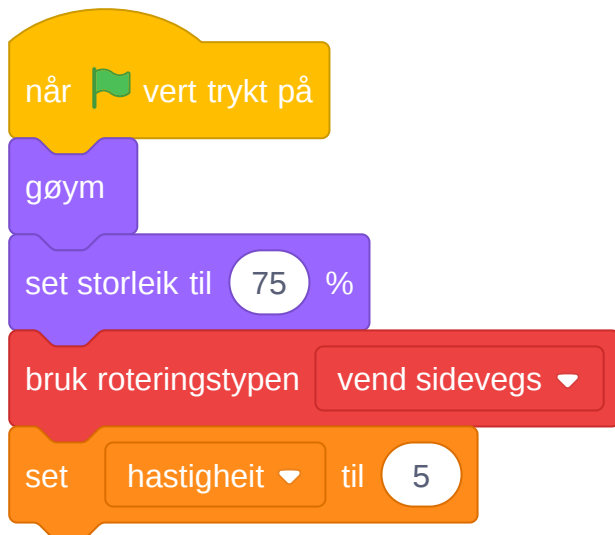 når vert trykt på
gøym
set storleik til 75 %
bruk roteringstypen vend sidevegs
set hastigheit til 5